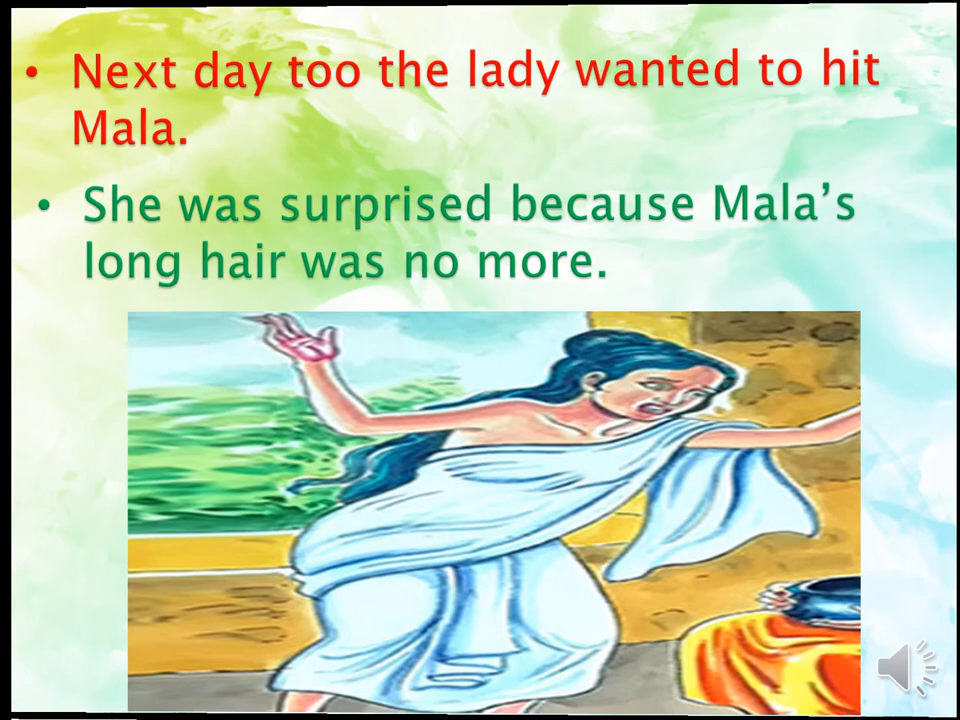 • Next day too the lady wanted to hit
Mala.
• She was surprised because Mala’s
long hair was no more.